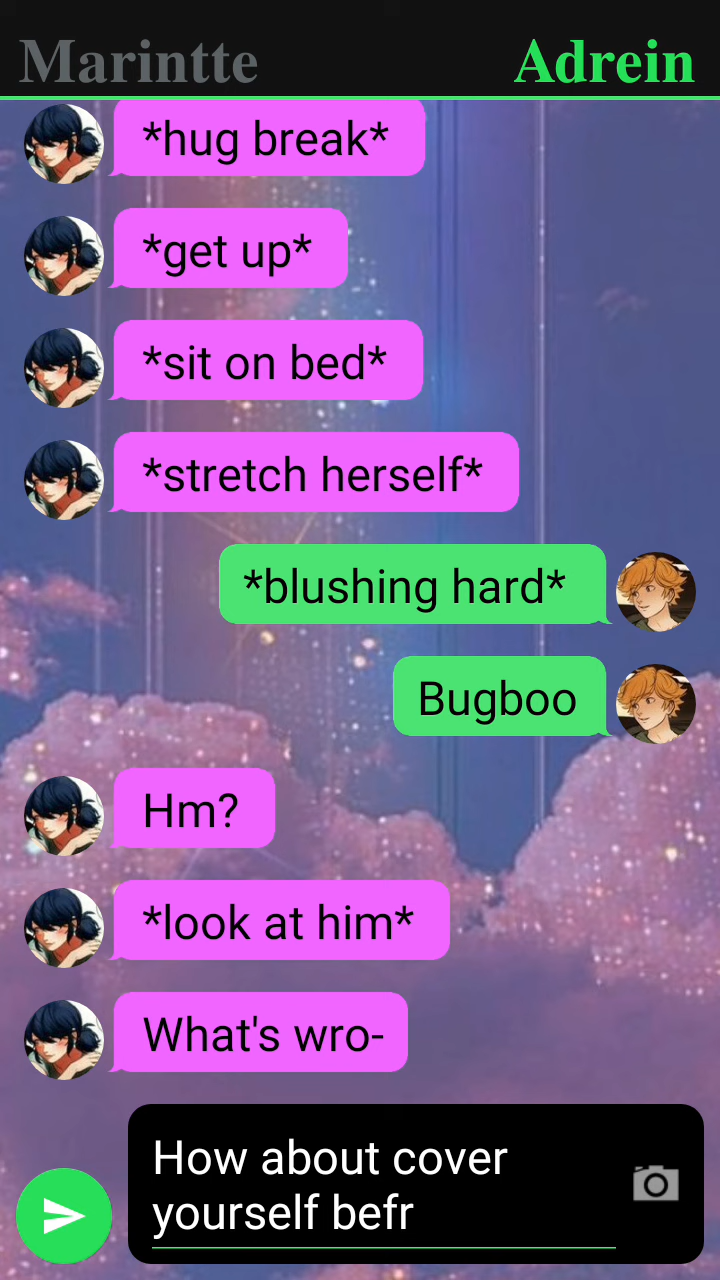 Marintte
Adrein
*hug break*
*get up*
*sit on bed*
*stretch herself*
*blushing hard*
Bugboo
Hm?
*look at him*
What's wro-
How about cover
yourself befr